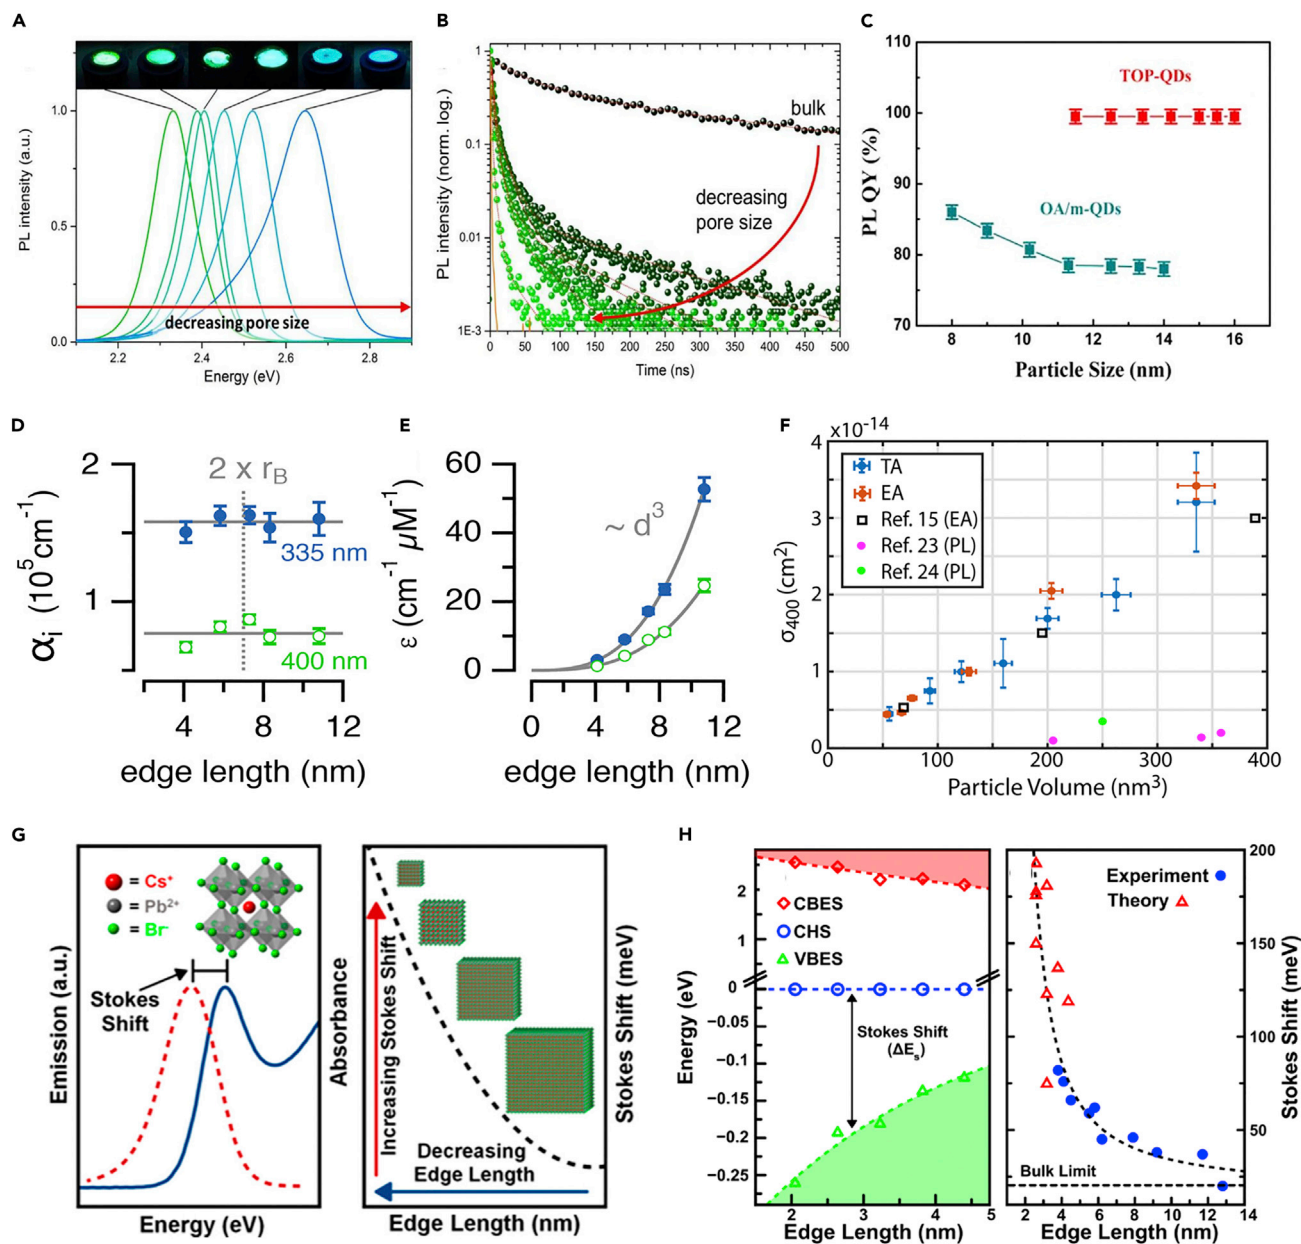 A
PL intensity (a.u.)
1.0
0.5
0.0
decreasing pore size
2.2
2.4
2.6
2.8
Energy (eV)
B
PL intensity (norm. log.)
1
0.1
0.01
1E-3
bulk
decreasing
pore size
0
50
100
150
200
250
300
350
400
450
500
Time (ns)
C
PL QY (%)
110
100
90
80
70
TOP-QDs
OA/m-QDs
8
10
12
14
16
Particle Size (nm)
D
αi (10⁵cm⁻¹)
2
1
2 x rB
335 nm
400 nm
4
8
12
edge length (nm)
E
ε (cm⁻¹ μM⁻¹)
60
40
20
0
~ d³
0
4
8
12
edge length (nm)
F
x10⁻¹⁴
σ400 (cm²)
4
3
2
1
0
TA
EA
Ref. 15 (EA)
Ref. 23 (PL)
Ref. 24 (PL)
0
100
200
300
400
Particle Volume (nm³)
G
= Cs⁺
= Pb²⁺
= Br⁻
Stokes
Shift
Emission (a.u.)
Absorbance
Energy (eV)
Increasing Stokes Shift
Decreasing
Edge Length
Stokes Shift (meV)
Edge Length (nm)
H
Energy (eV)
2
1
0
−0.05
−0.1
−0.15
−0.2
−0.25
CBES
CHS
VBES
Stokes Shift
(ΔEs)
2
3
4
5
Edge Length (nm)
Experiment
Theory
Bulk Limit
200
150
100
50
Stokes Shift (meV)
2
4
6
8
10
12
14
Edge Length (nm)